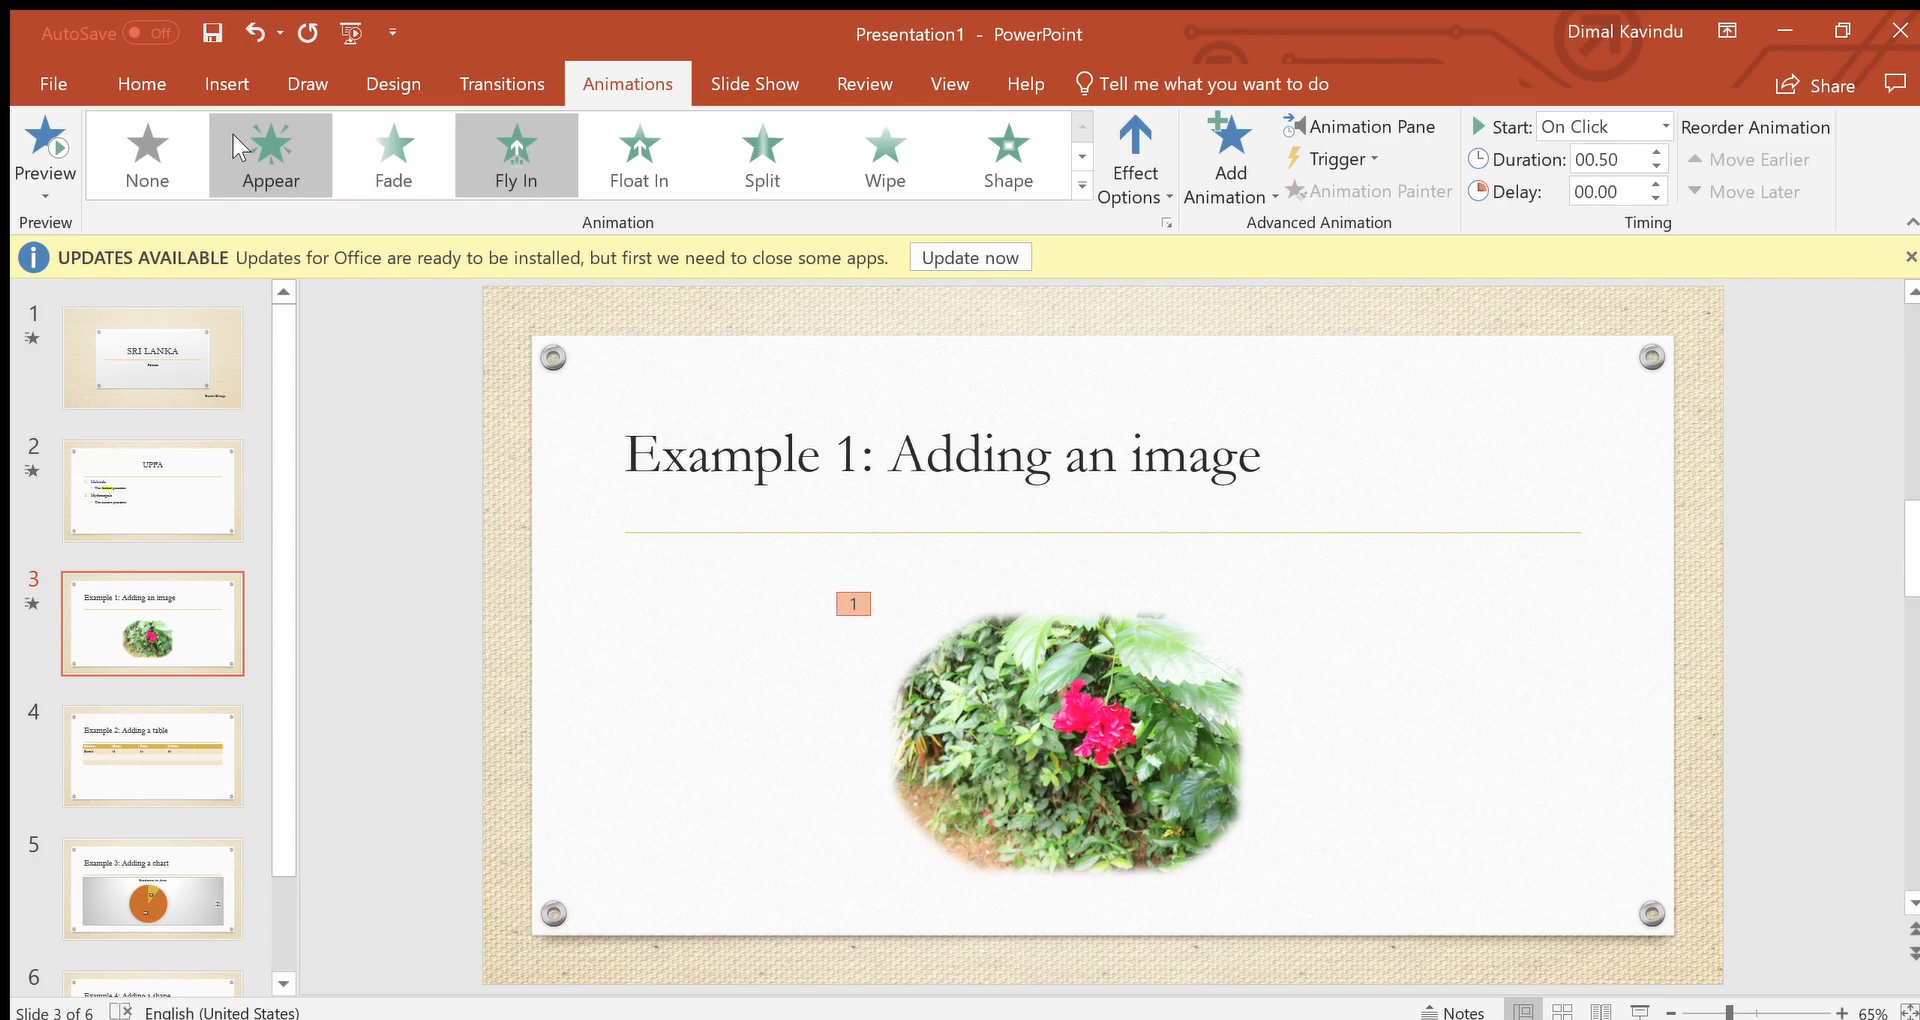 AutoSave Off
Presentation1 - PowerPoint
Dimal Kavindu
File Home Insert Draw Design Transitions Animations Slide Show Review View Help Tell me what you want to do Share
Preview
None Appear Fade Fly In Float In Split Wipe Shape
Effect Options
Add Animation
Animation Pane
Trigger
Animation Painter
Start: On Click
Duration: 00.50
Delay: 00.00
Reorder Animation
Move Earlier
Move Later
Preview Animation Advanced Animation Timing
UPDATES AVAILABLE Updates for Office are ready to be installed, but first we need to close some apps. Update now
1
SRI LANKA
2
UPFA
3
Example 1: Adding an image
4
Example 2: Adding a table
5
Example 3: Adding a chart
6
Example 4: Adding a shape
Example 1: Adding an image
1
Slide 3 of 6 English (United States)
Notes 65%